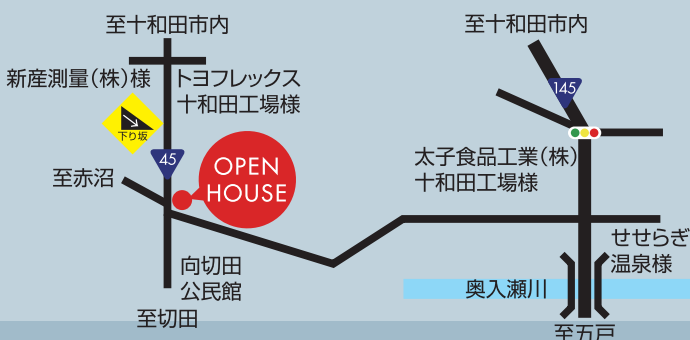 至十和田市内
新産測量(株)様
トヨフレックス
十和田工場様
下り坂
45
OPEN
HOUSE
至赤沼
向切田
公民館
至切田
至十和田市内
145
太子食品工業(株)
十和田工場様
せせらぎ
温泉様
奥入瀬川
至五戸